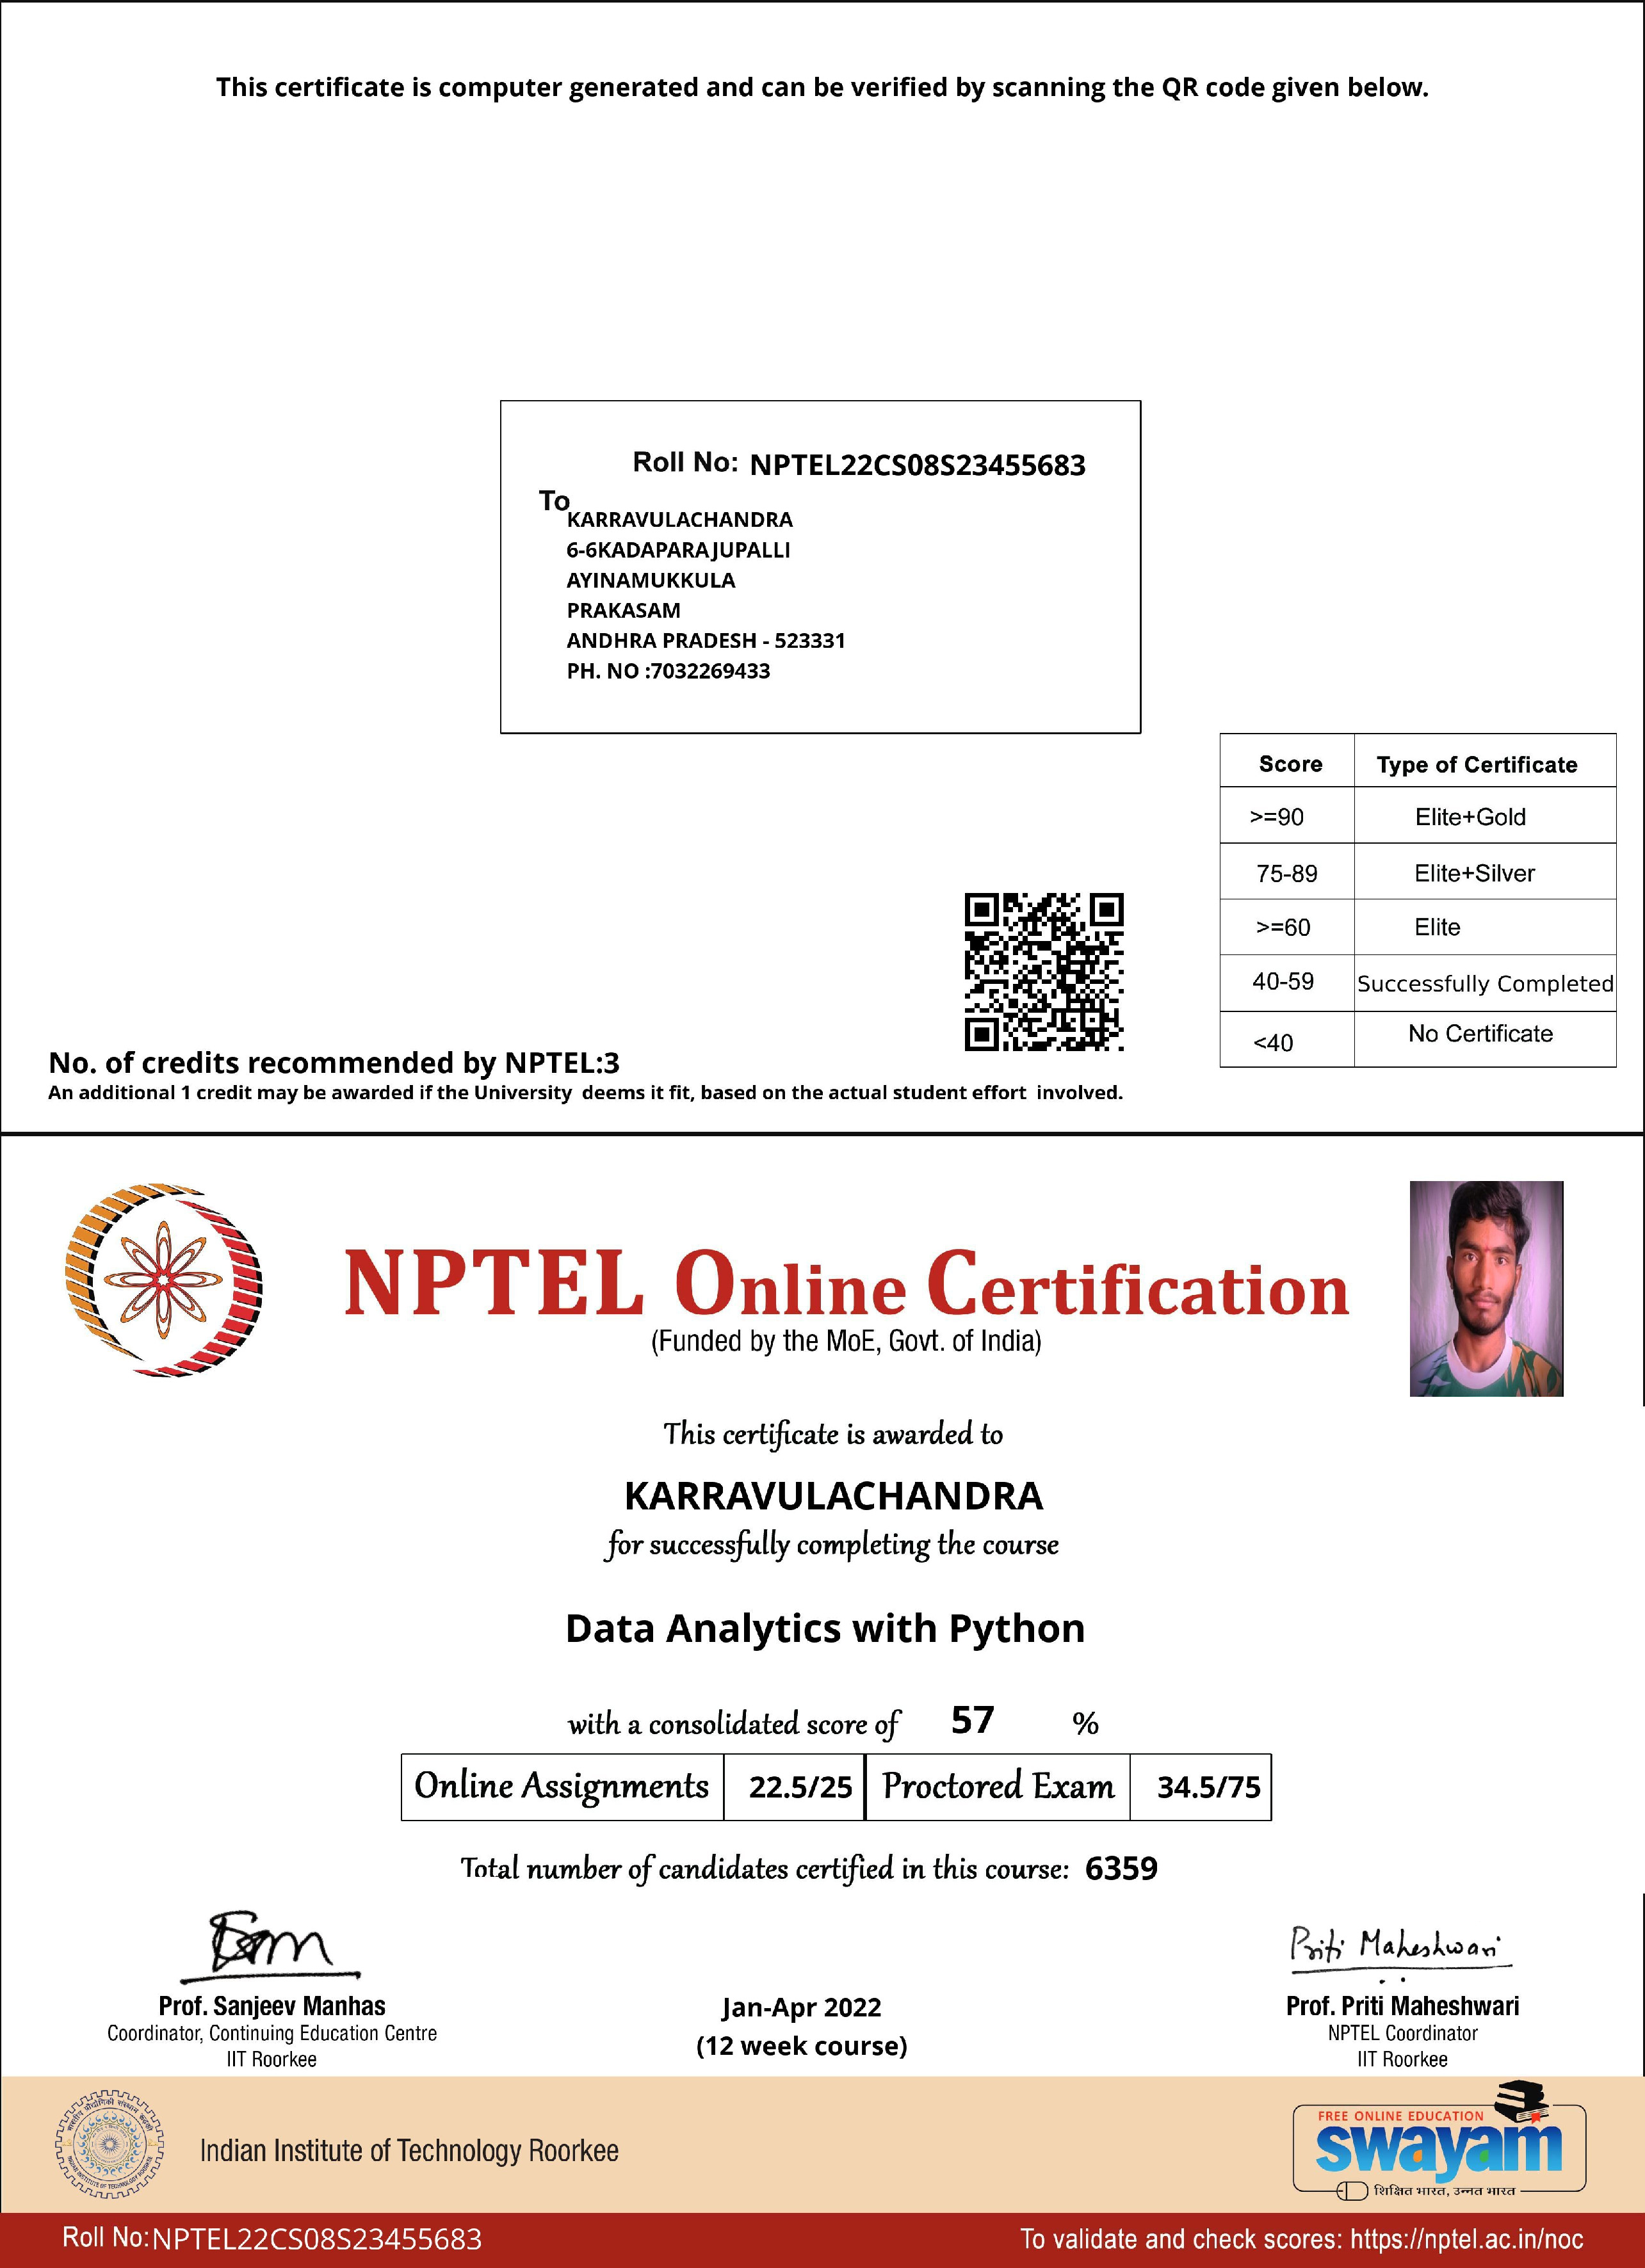 This certificate is computer generated and can be verified by scanning the QR code given below.
Roll No: NPTEL22CS08S23455683
To
KARRAVULACHANDRA
6-6KADAPARAJUPALLI
AYINAMUKKULA
PRAKASAM
ANDHRA PRADESH - 523331
PH. NO :7032269433
Score Type of Certificate
>=90 Elite+Gold
75-89 Elite+Silver
>=60 Elite
40-59 Successfully Completed
<40 No Certificate
No. of credits recommended by NPTEL:3
An additional 1 credit may be awarded if the University deems it fit, based on the actual student effort involved.
NPTEL Online Certification
(Funded by the MoE, Govt. of India)
This certificate is awarded to
KARRAVULACHANDRA
for successfully completing the course
Data Analytics with Python
with a consolidated score of 57 %
Online Assignments 22.5/25 Proctored Exam 34.5/75
Total number of candidates certified in this course: 6359
Priti Maheshwari
Prof. Sanjeev Manhas
Coordinator, Continuing Education Centre
IIT Roorkee
Jan-Apr 2022
(12 week course)
Prof. Priti Maheshwari
NPTEL Coordinator
IIT Roorkee
Indian Institute of Technology Roorkee
FREE ONLINE EDUCATION
swayam
शिक्षित भारत, उन्नत भारत
Roll No:NPTEL22CS08S23455683
To validate and check scores: https://nptel.ac.in/noc